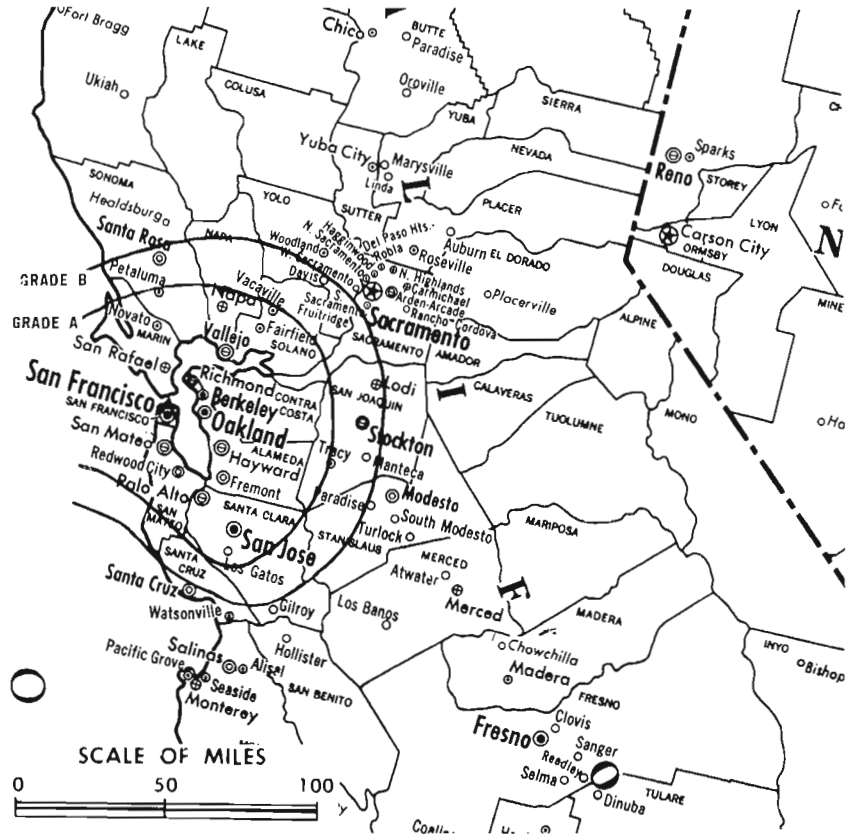 Fort Bragg
BUTTE
Chico
Paradise
LAKE
Ukiah
COLUSA
Oroville
SIERRA
YUBA
NEVADA
Sparks
Reno
Yuba City
Marysville
Linda
STOREY
SONOMA
YOLO
SUTTER
L
PLACER
LYON
Healdsburg
Santa Rosa
NAPA
Woodland
Hagginwood
N. Sacramento
Del Paso Hts.
Robla
Auburn
Roseville
EL DORADO
Carson City
ORMSBY
N
GRADE B
Petaluma
Vacaville
Davis
W. Sacramento
N. Highlands
Carmichael
Arden-Arcade
Rancho Cordova
Placerville
DOUGLAS
MINE
GRADE A
Napa
S. Sacramento
Fruitridge
Sacramento
Novato
MARIN
Vallejo
Fairfield
SOLANO
SACRAMENTO
AMADOR
ALPINE
San Rafael
San Francisco
SAN FRANCISCO
Richmond
Berkeley
Oakland
CONTRA
COSTA
SAN
JOAQUIN
Lodi
I
CALAVERAS
TUOLUMNE
MONO
Stockton
San Mateo
ALAMEDA
Hayward
Tracy
Manteca
Redwood City
Palo Alto
Fremont
Paradise
Modesto
SAN
MATEO
SANTA CLARA
STANISLAUS
South Modesto
Turlock
MARIPOSA
San Jose
SANTA
CRUZ
Los Gatos
MERCED
Atwater
Merced
F
Santa Cruz
Watsonville
Gilroy
Los Banos
MADERA
Hollister
Chowchilla
Madera
INYO
Bishop
Pacific Grove
Salinas
Alisal
Seaside
Monterey
SAN BENITO
O
FRESNO
Clovis
Fresno
Sanger
Reedley
Selma
O
Dinuba
TULARE
SCALE OF MILES
0 50 100
y